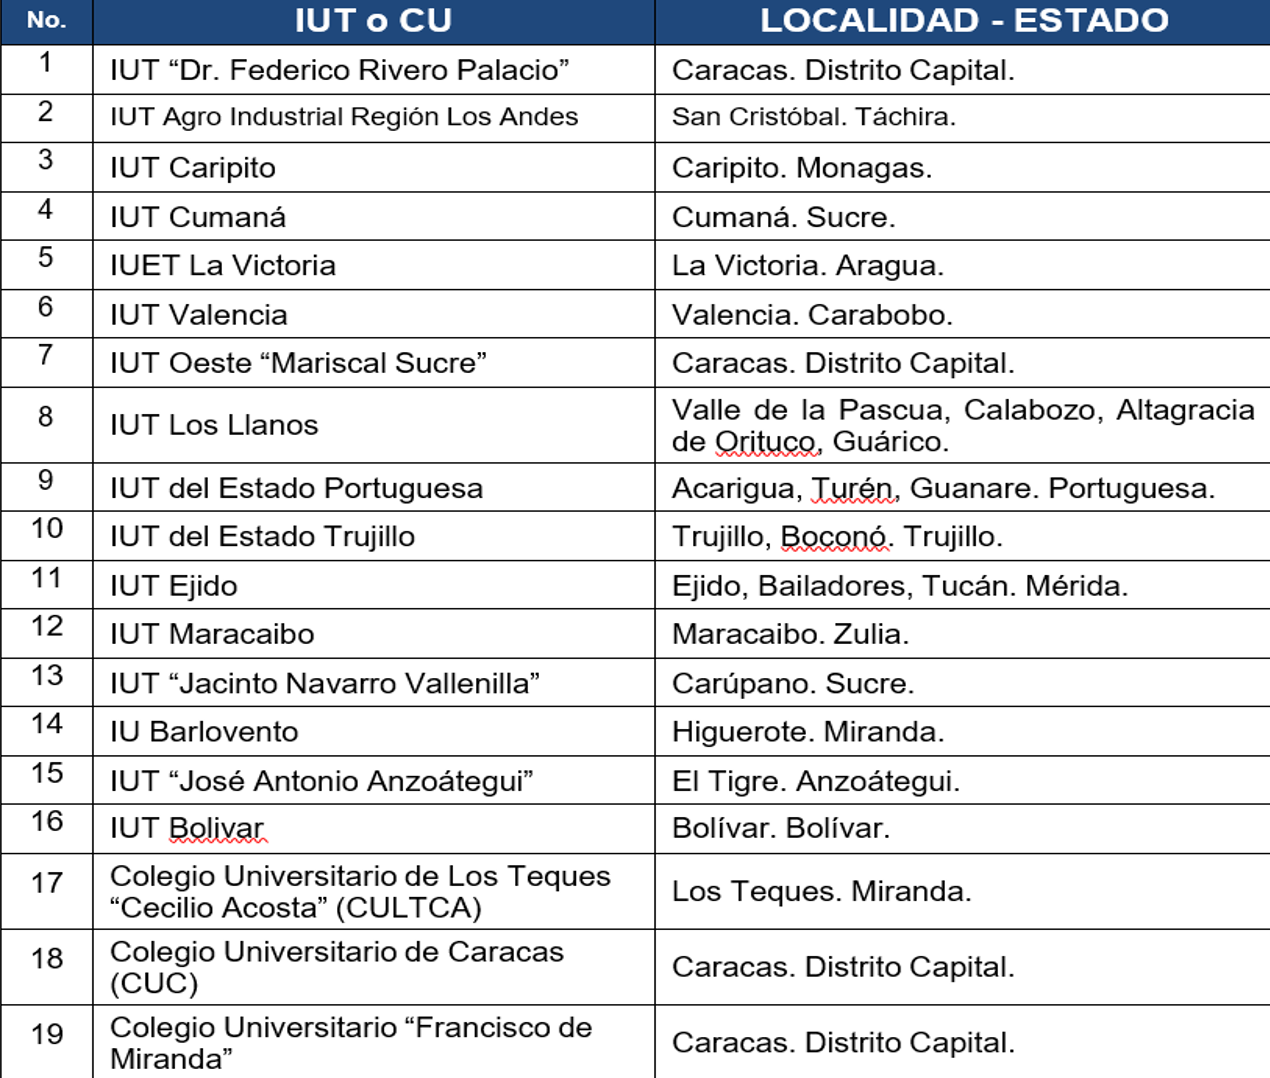 No. IUT o CU LOCALIDAD - ESTADO
1 IUT “Dr. Federico Rivero Palacio” Caracas. Distrito Capital.
2 IUT Agro Industrial Región Los Andes San Cristóbal. Táchira.
3 IUT Caripito Caripito. Monagas.
4 IUT Cumaná Cumaná. Sucre.
5 IUET La Victoria La Victoria. Aragua.
6 IUT Valencia Valencia. Carabobo.
7 IUT Oeste “Mariscal Sucre” Caracas. Distrito Capital.
8 IUT Los Llanos Valle de la Pascua, Calabozo, Altagracia
de Orituco, Guárico.
9 IUT del Estado Portuguesa Acarigua, Turén, Guanare. Portuguesa.
10 IUT del Estado Trujillo Trujillo, Boconó. Trujillo.
11 IUT Ejido Ejido, Bailadores, Tucán. Mérida.
12 IUT Maracaibo Maracaibo. Zulia.
13 IUT “Jacinto Navarro Vallenilla” Carúpano. Sucre.
14 IU Barlovento Higuerote. Miranda.
15 IUT “José Antonio Anzoátegui” El Tigre. Anzoátegui.
16 IUT Bolivar Bolívar. Bolívar.
17 Colegio Universitario de Los Teques
“Cecilio Acosta” (CULTCA) Los Teques. Miranda.
18 Colegio Universitario de Caracas
(CUC) Caracas. Distrito Capital.
19 Colegio Universitario “Francisco de
Miranda” Caracas. Distrito Capital.